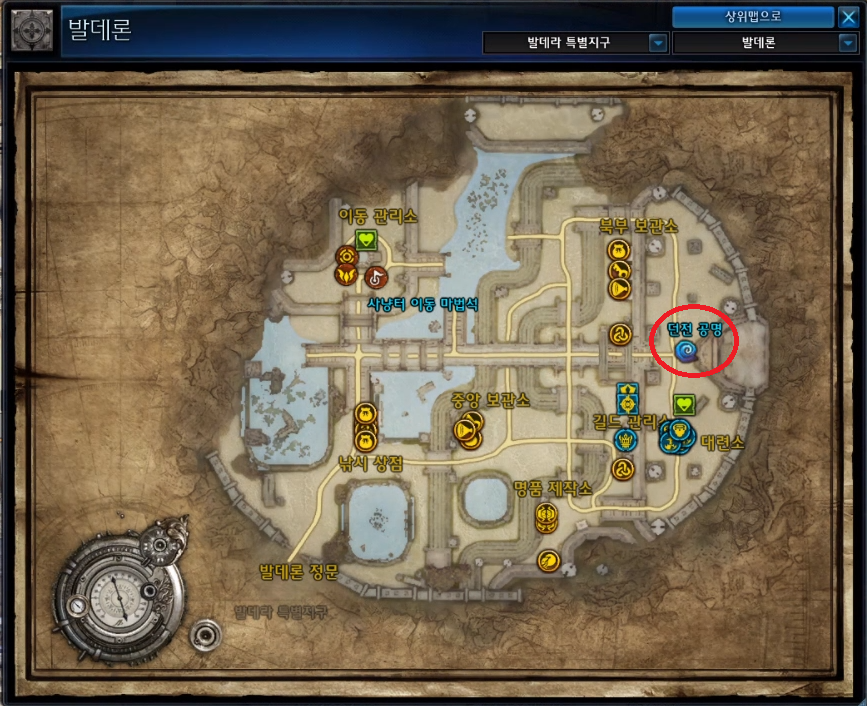 발데론
상위맵으로
발데라 특별지구
발데론
이동 관리소
북부 보관소
사냥터 이동 마법석
던전 공명
중앙 보관소
길드 관리소
대련소
낚시 상점
명품 제작소
발데론 정문
발데라 특별지구